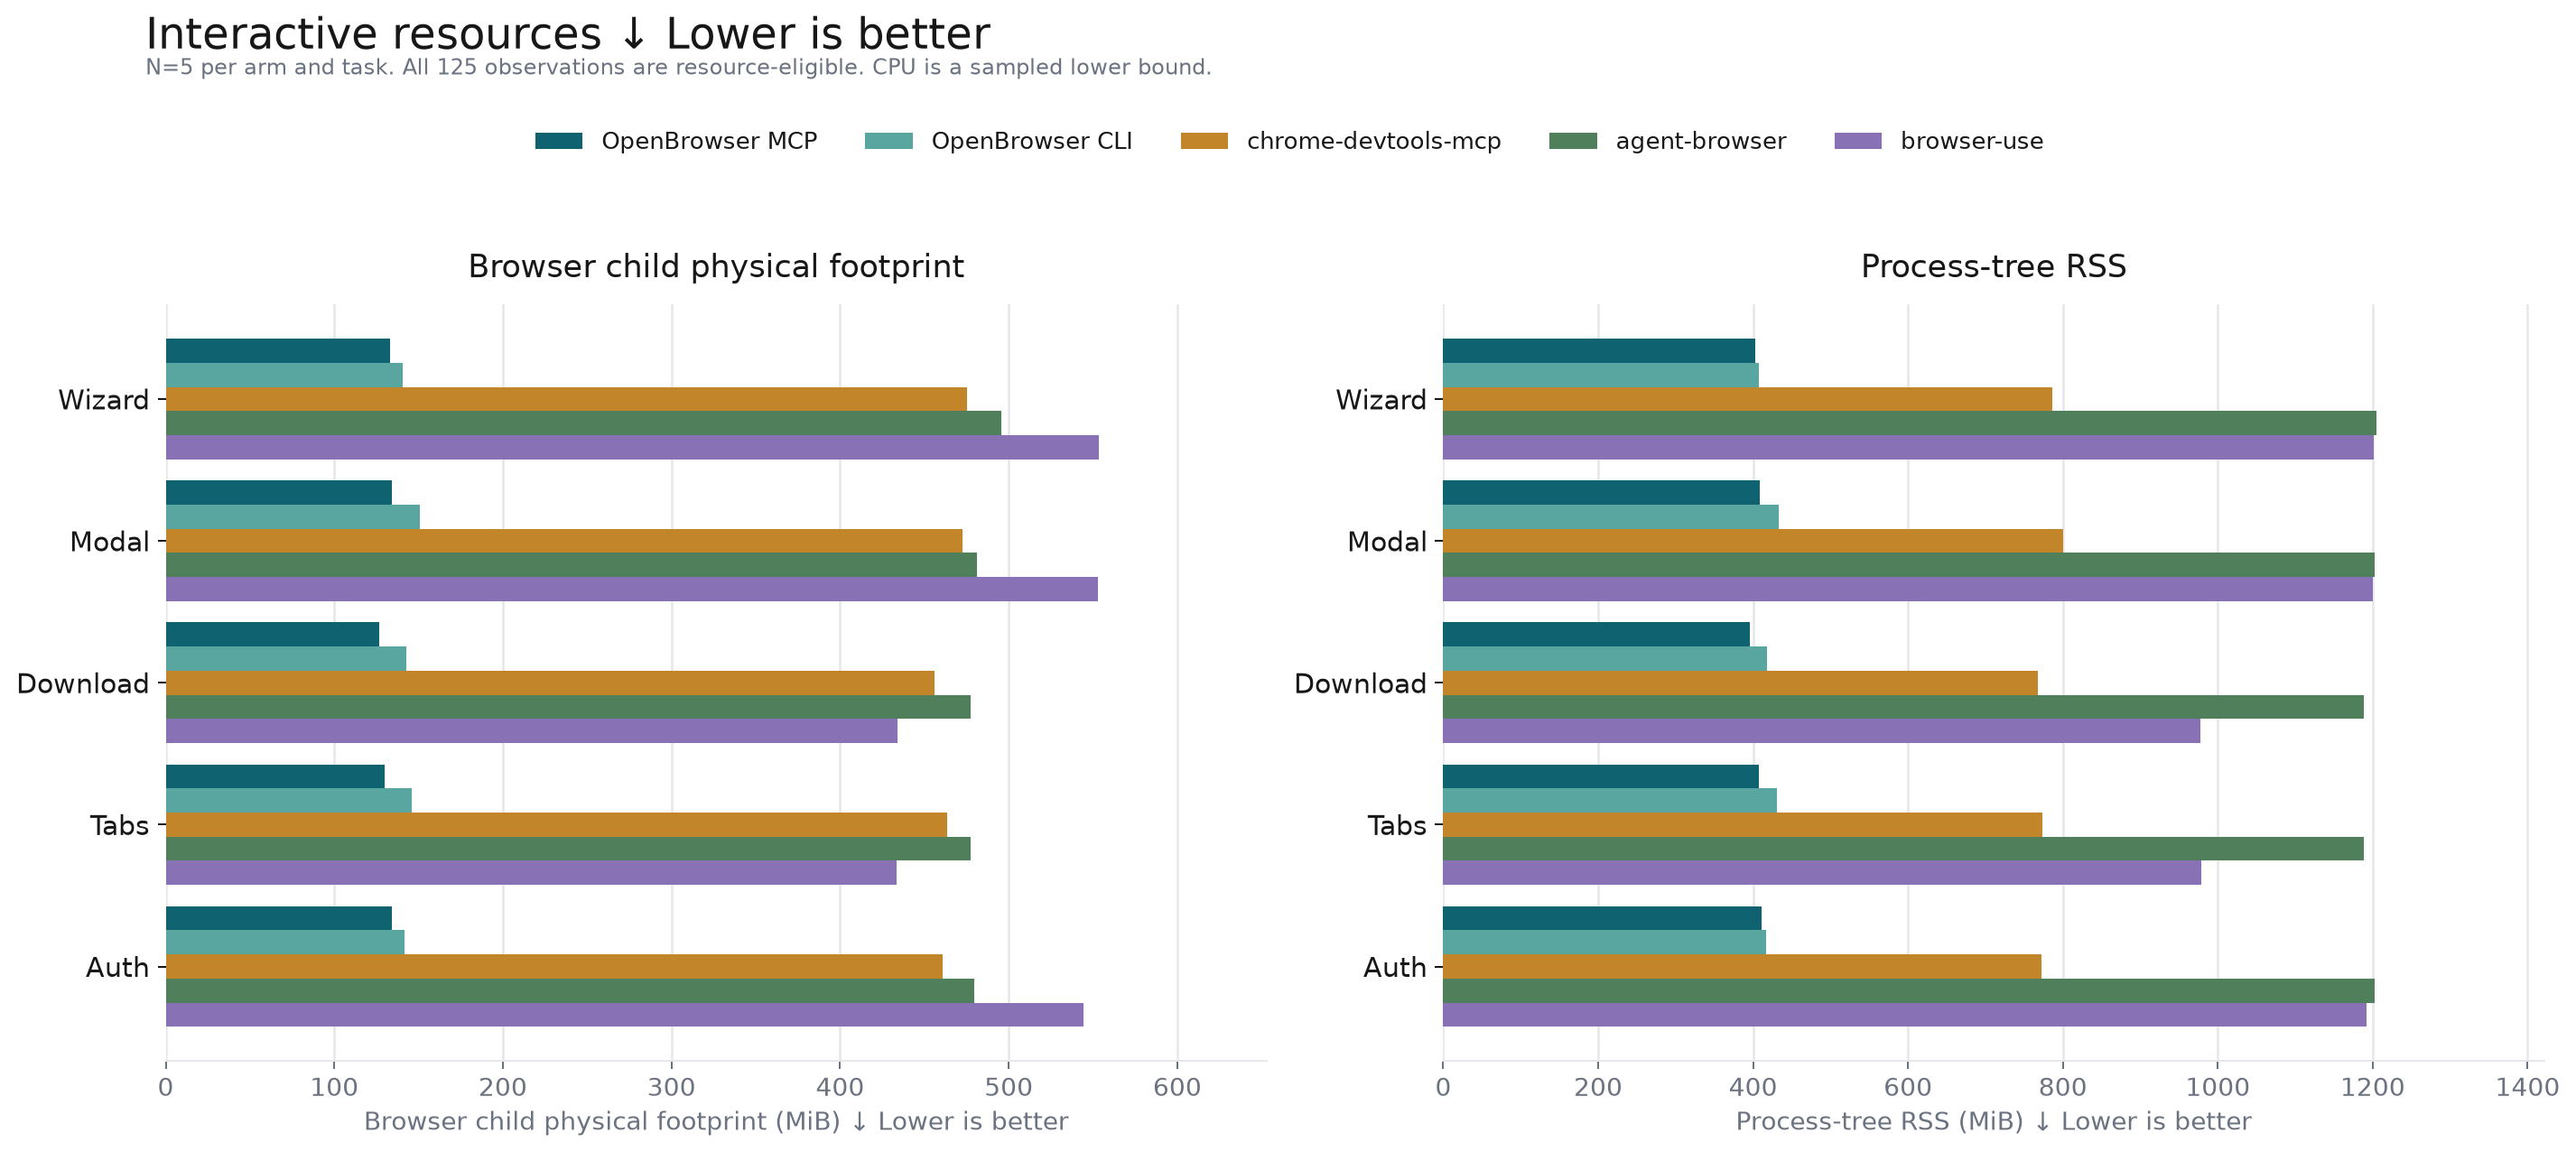 Interactive resources ↓ Lower is better
N=5 per arm and task. All 125 observations are resource-eligible. CPU is a sampled lower bound.
OpenBrowser MCP OpenBrowser CLI chrome-devtools-mcp agent-browser browser-use
Browser child physical footprint
Wizard
Modal
Download
Tabs
Auth
0 100 200 300 400 500 600
Browser child physical footprint (MiB) ↓ Lower is better
Process-tree RSS
Wizard
Modal
Download
Tabs
Auth
0 200 400 600 800 1000 1200 1400
Process-tree RSS (MiB) ↓ Lower is better